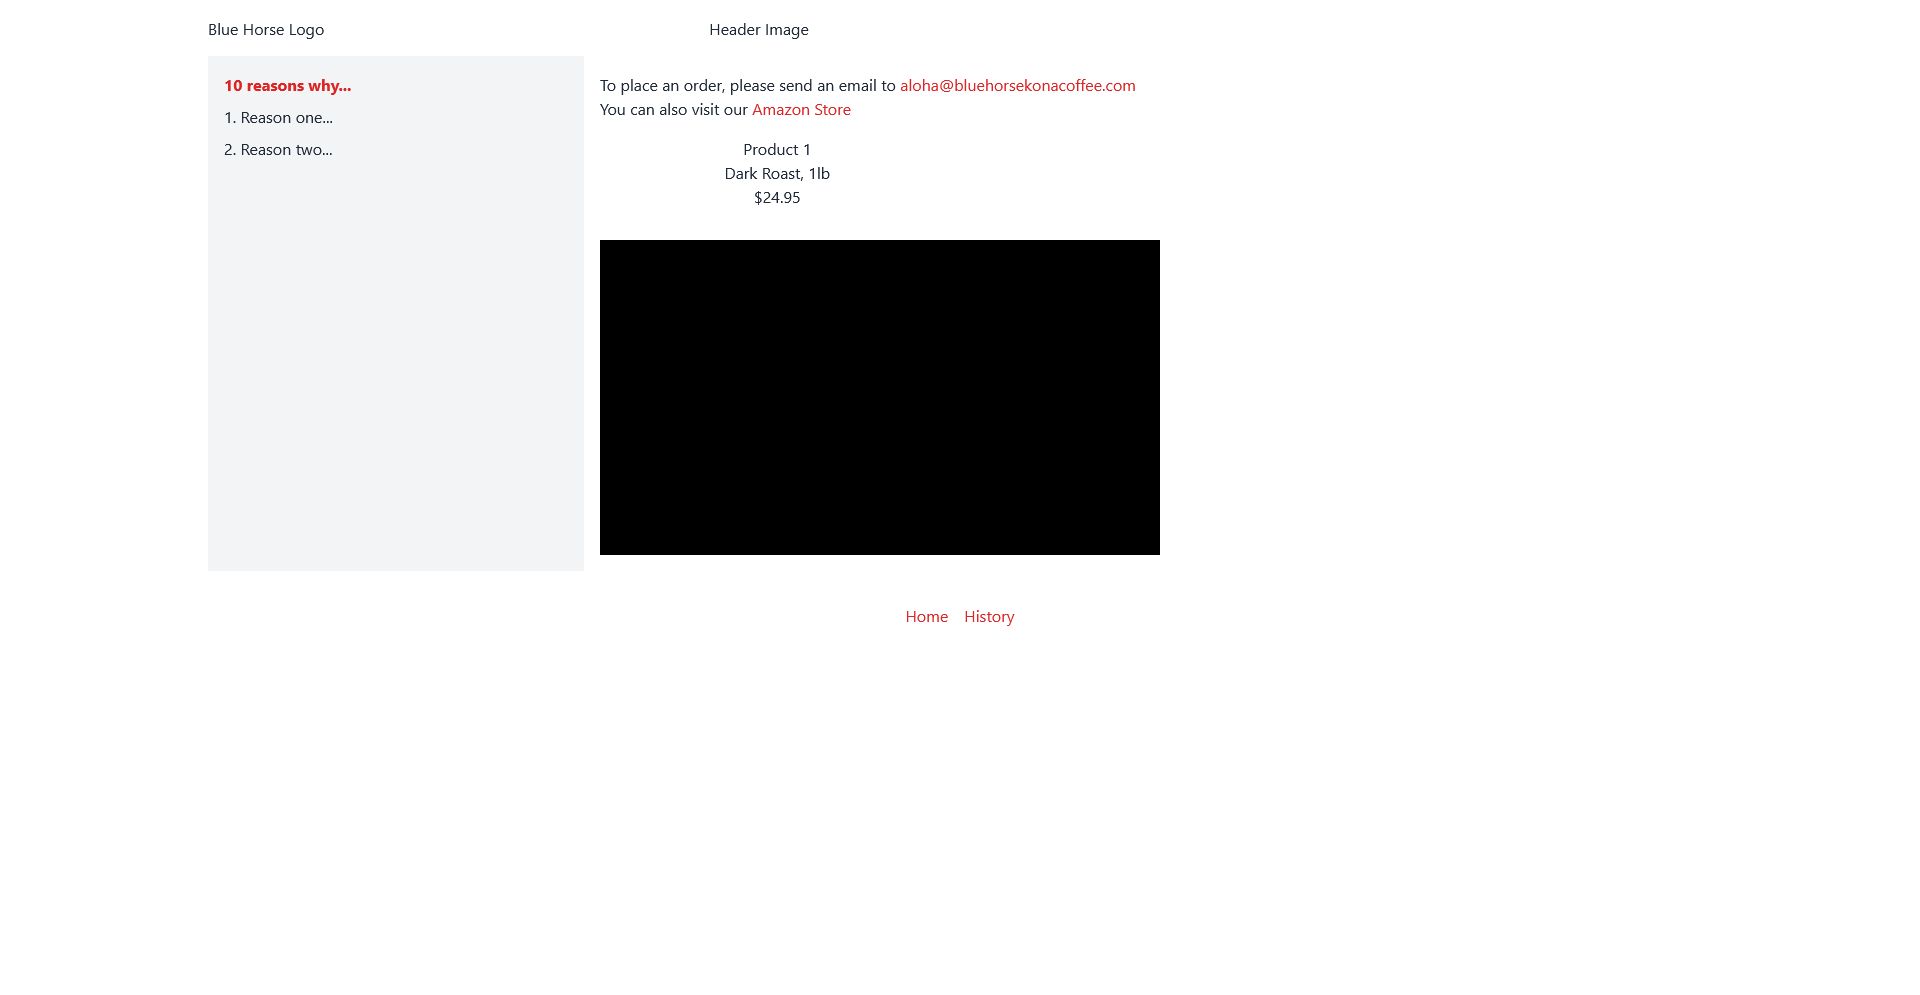 Blue Horse Logo
Header Image
10 reasons why...
1. Reason one...
2. Reason two...
To place an order, please send an email to aloha@bluehorsekonacoffee.com
You can also visit our Amazon Store
Product 1
Dark Roast, 1lb
$24.95
Home History